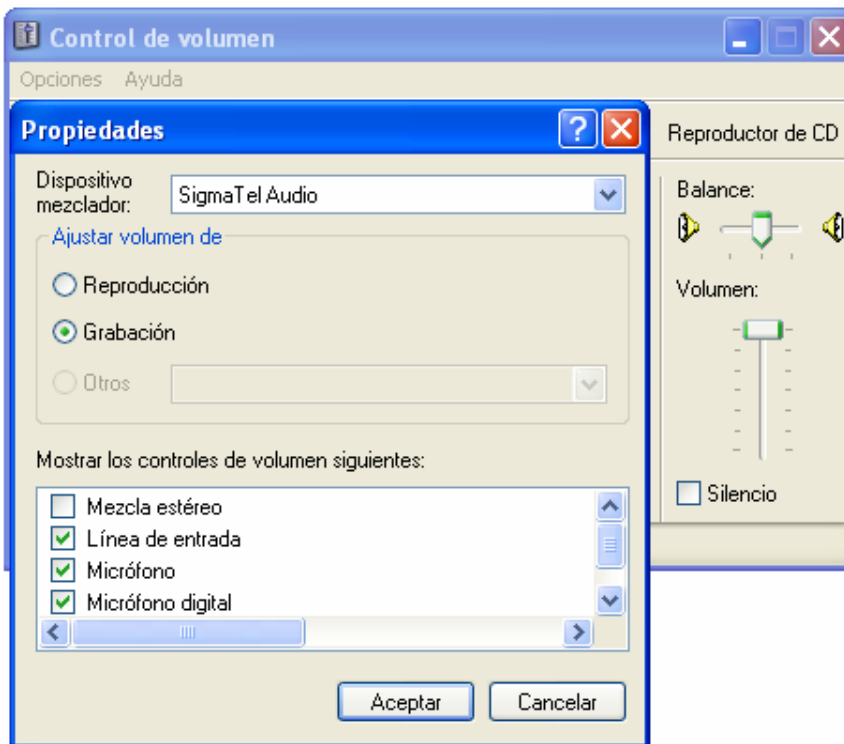 Control de volumen
Opciones Ayuda
Propiedades
Reproductor de CD
Dispositivo
mezclador:
SigmaTel Audio
Balance:
Ajustar volumen de
Reproducción
Volumen:
Grabación
Otros
Mostrar los controles de volumen siguientes:
Mezcla estéreo
Silencio
Línea de entrada
Micrófono
Micrófono digital
Aceptar
Cancelar